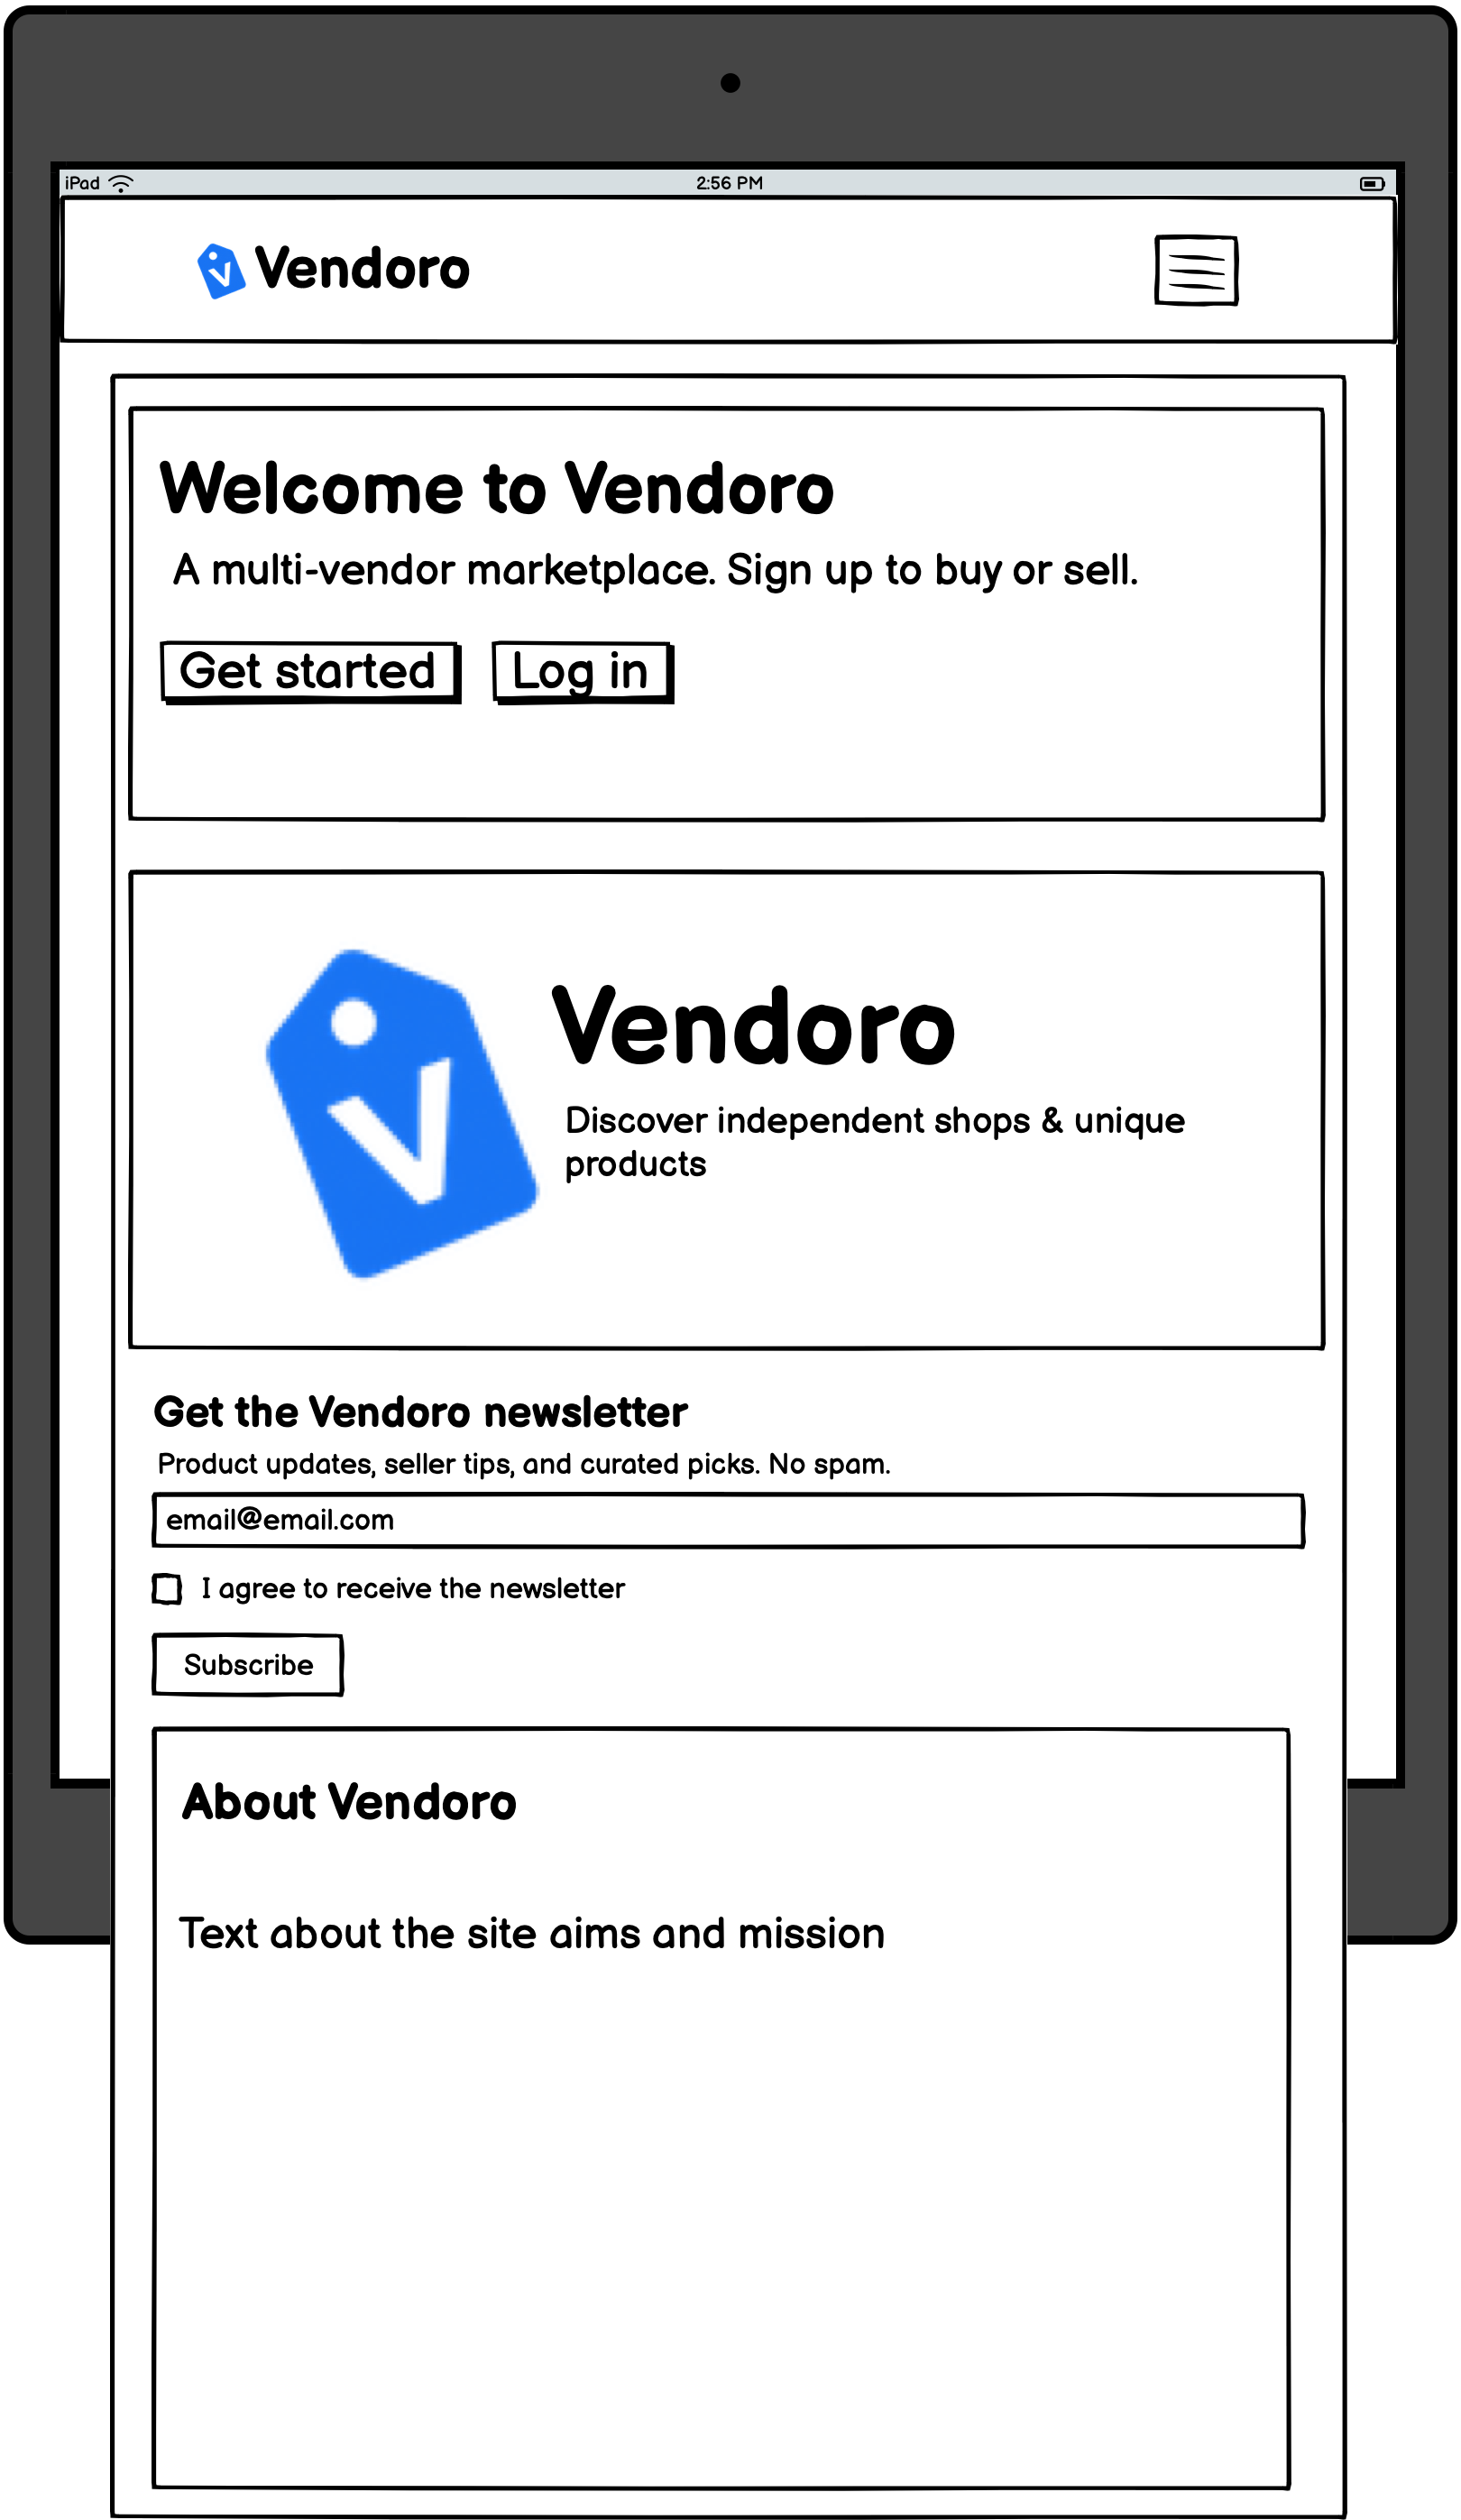 iPad 2:56 PM
V Vendoro
Welcome to Vendoro
A multi-vendor marketplace. Sign up to buy or sell.
Get started Log in
V Vendoro
Discover independent shops & unique
products
Get the Vendoro newsletter
Product updates, seller tips, and curated picks. No spam.
email@email.com
I agree to receive the newsletter
Subscribe
About Vendoro
Text about the site aims and mission